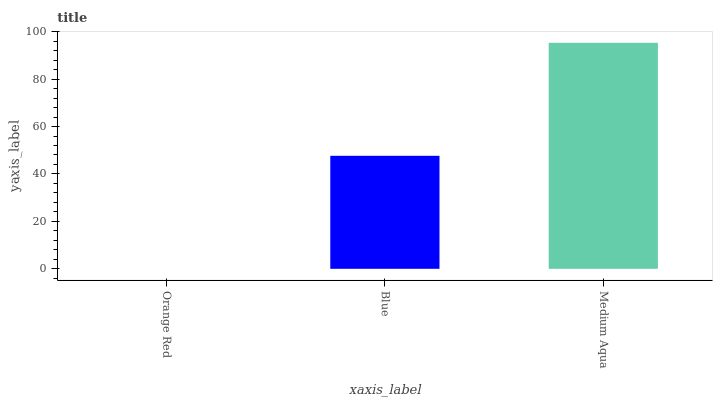 title
100
80
60
40
20
0
yaxis_label
Orange Red
Blue
Medium Aqua
xaxis_label